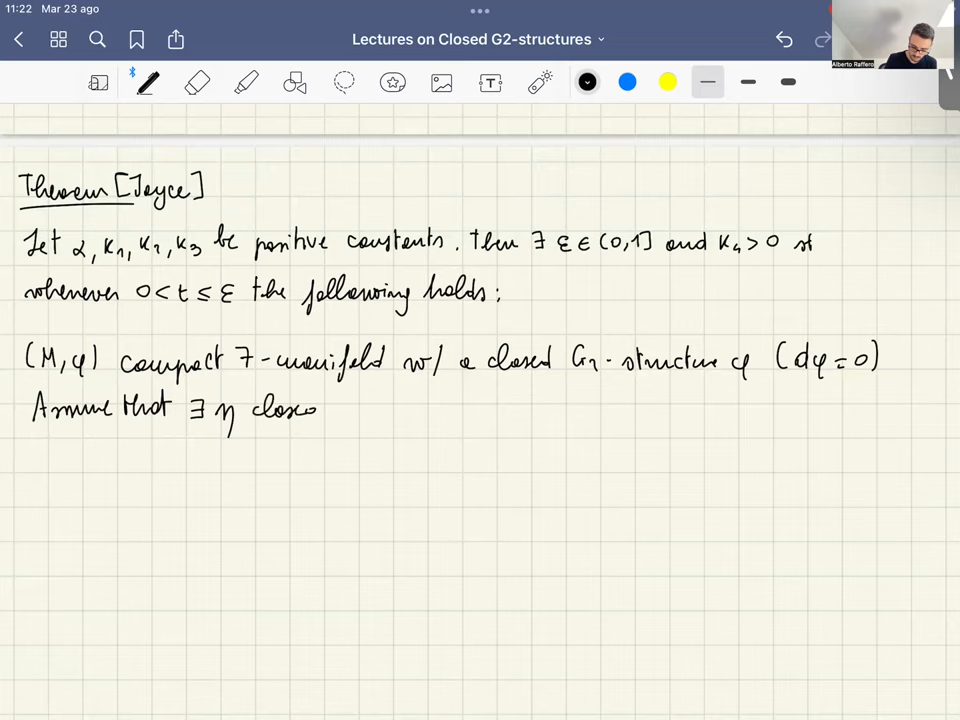 11:22 Mar 23 ago
Lectures on Closed G2-structures
Alberto Raffero
Theorem [Joyce]
Let α, K₁, K₂, K₃ be positive constants. Then ∃ ε ∈ (0,1] and K₄ > 0 st
whenever 0 < t ≤ ε the following holds:
(M, φ) compact 7-manifold w/ a closed G₂-structure φ (dφ = 0)
Assume that ∃ η close